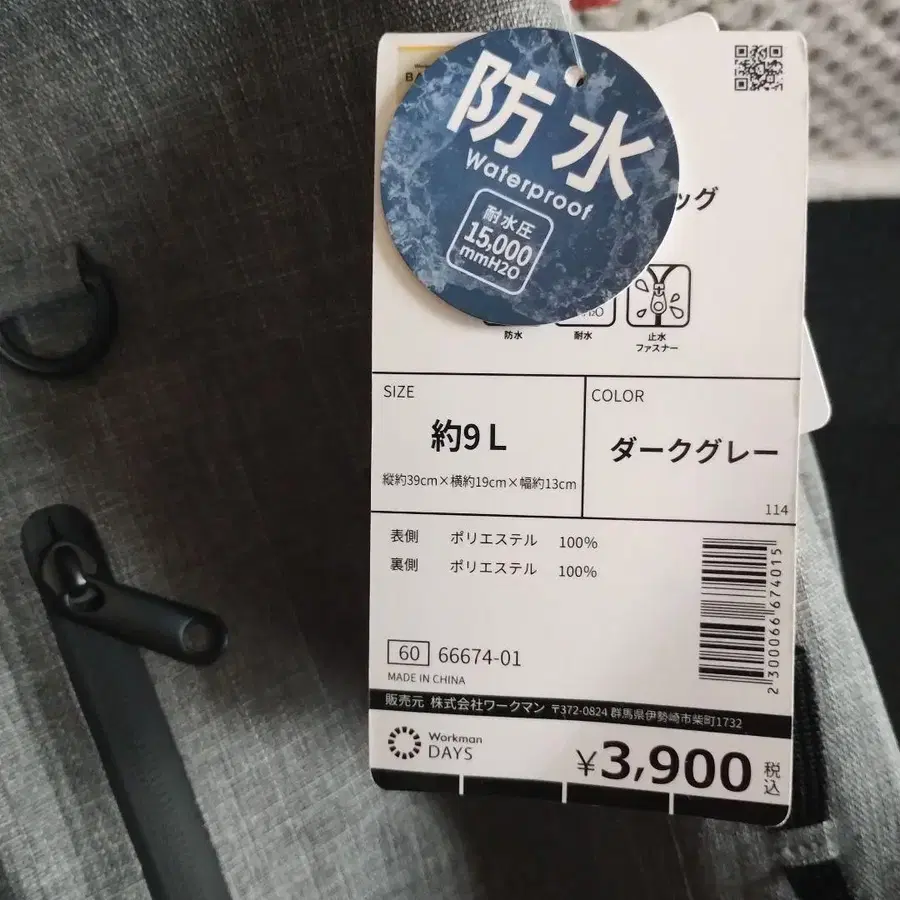 防水
Waterproof
耐水圧
15,000
mmH2O
ッグ
防水
耐水
止水
ファスナー
SIZE
約9L
縦約39cm×横約19cm×幅約13cm
COLOR
ダークグレー
114
表側 ポリエステル 100%
裏側 ポリエステル 100%
60 66674-01
MADE IN CHINA
2300066674015
販売元 株式会社ワークマン 〒372-0824 群馬県伊勢崎市柴町1732
Workman
DAYS
¥3,900 税込